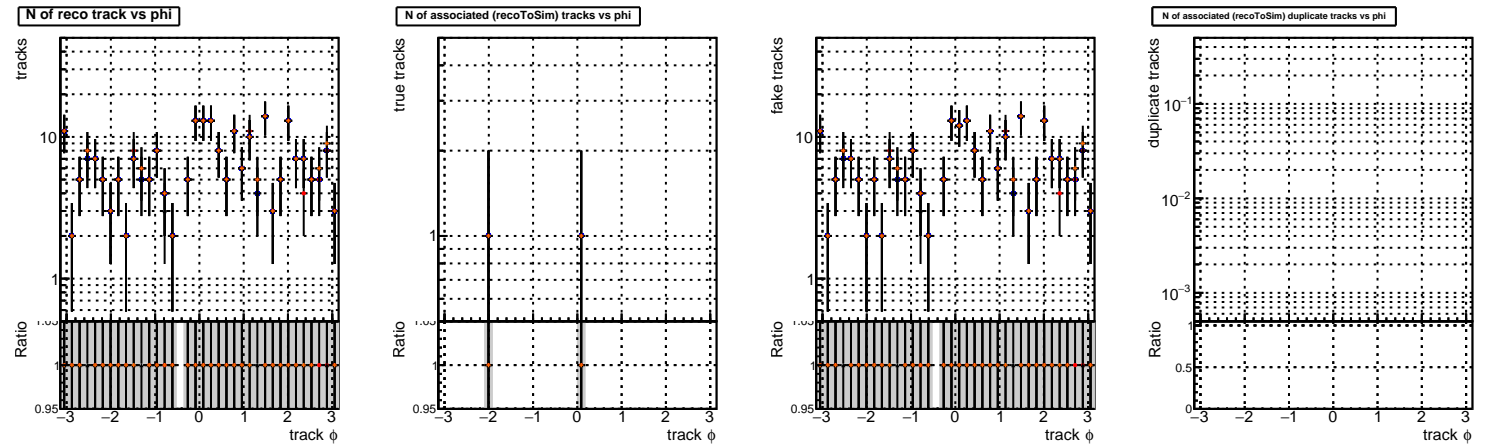 N of reco track vs phi
tracks
10
1
Ratio
1
0.95
−3 −2 −1 0 1 2 3
track ϕ
N of associated (recoToSim) tracks vs phi
true tracks
1
Ratio
1
0.95
−3 −2 −1 0 1 2 3
track ϕ
fake tracks
10
1
Ratio
1
0.95
−3 −2 −1 0 1 2 3
track ϕ
N of associated (recoToSim) duplicate tracks vs phi
duplicate tracks
10⁻¹
10⁻²
10⁻³
Ratio
1
0.5
0
−3 −2 −1 0 1 2 3
track ϕ